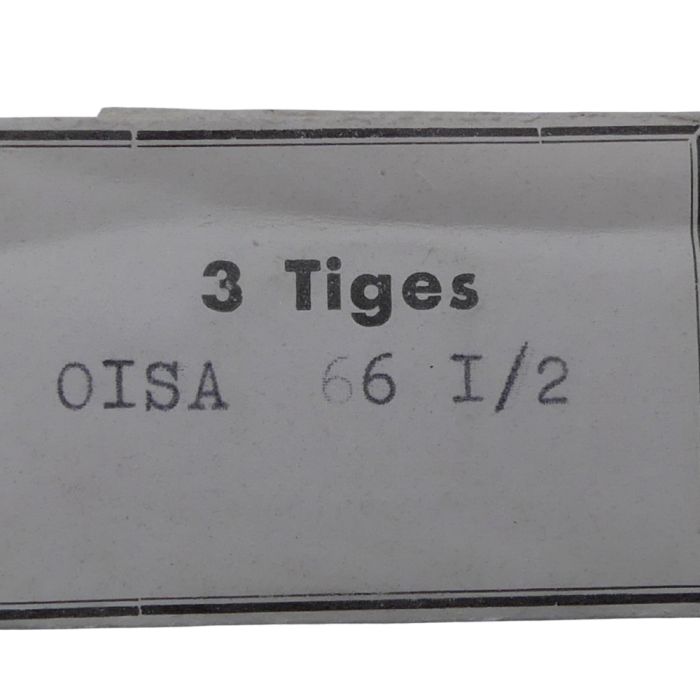 3 Tiges
OISA 66 I/2